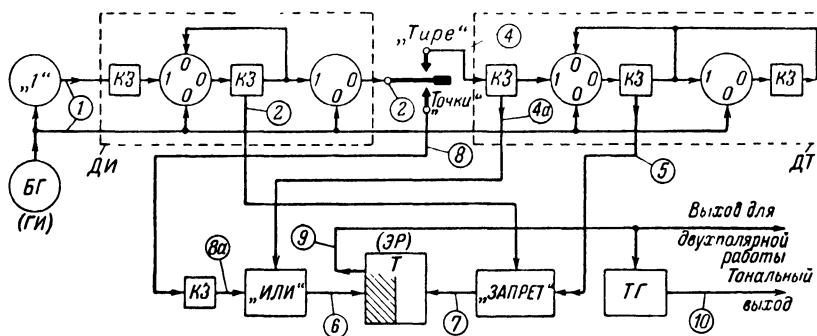 „Тире“
4
„1“
КЗ
1
0
0
0
КЗ
1
0
0
2
„Точки“
КЗ
1
0
0
0
КЗ
1
0
0
КЗ
1
2
4а
ДИ
8
5
ДТ
БГ
(ГИ)
9
(ЭР)
Выход для
двухполярной
работы
8а
Т
Тональный
выход
КЗ
„ИЛИ“
„ЗАПРЕТ“
ТГ
6
7
10